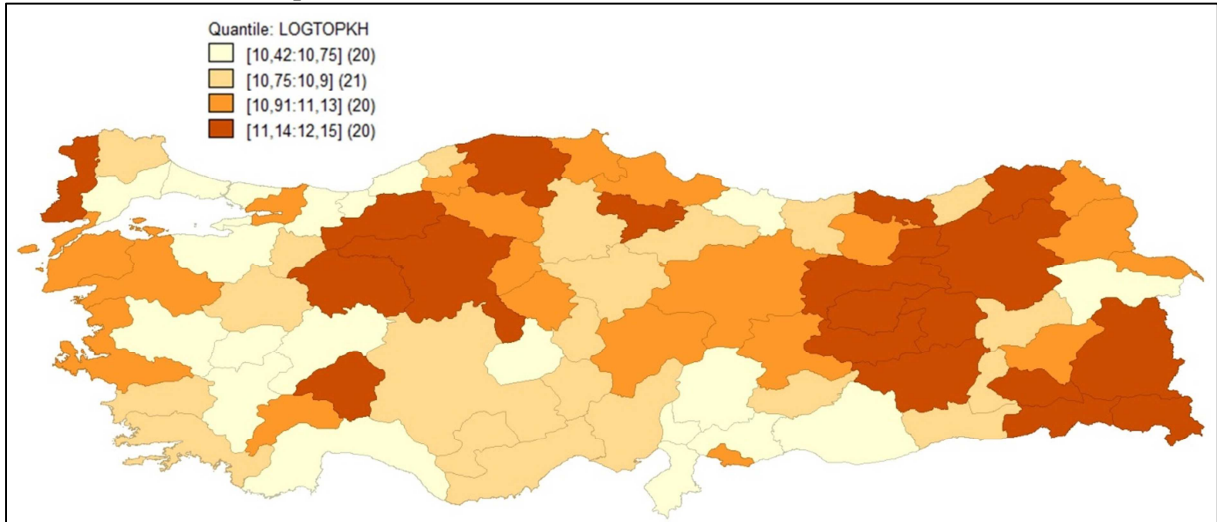 Quantile: LOGTOPKH
[10,42:10,75] (20)
[10,75:10,9] (21)
[10,91:11,13] (20)
[11,14:12,15] (20)